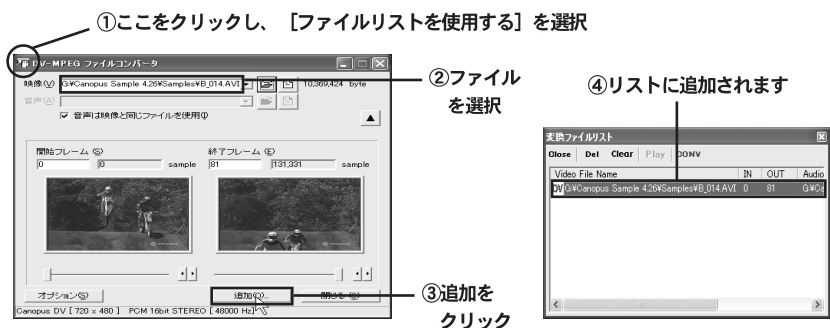 ①ここをクリックし、［ファイルリストを使用する］を選択
DV-MPEG ファイルコンバータ
映像(V) G:¥Canopus Sample 4.26¥Samples¥B_014.AVI 10,369,424 byte
音声(A)
音声は映像と同じファイルを使用(I)
開始フレーム (S) 終了フレーム (E)
0 0 sample 81 131,331 sample
オプション(S) 追加(O)... 閉じる
Canopus DV [ 720 x 480 ] PCM 16bit STEREO [ 48000 Hz]
②ファイル
を選択
③追加を
クリック
④リストに追加されます
変換ファイルリスト
Close Del Clear Play CONV
Video File Name IN OUT Audio
DV G:¥Canopus Sample 4.26¥Samples¥B_014.AVI 0 81 G:¥Ca